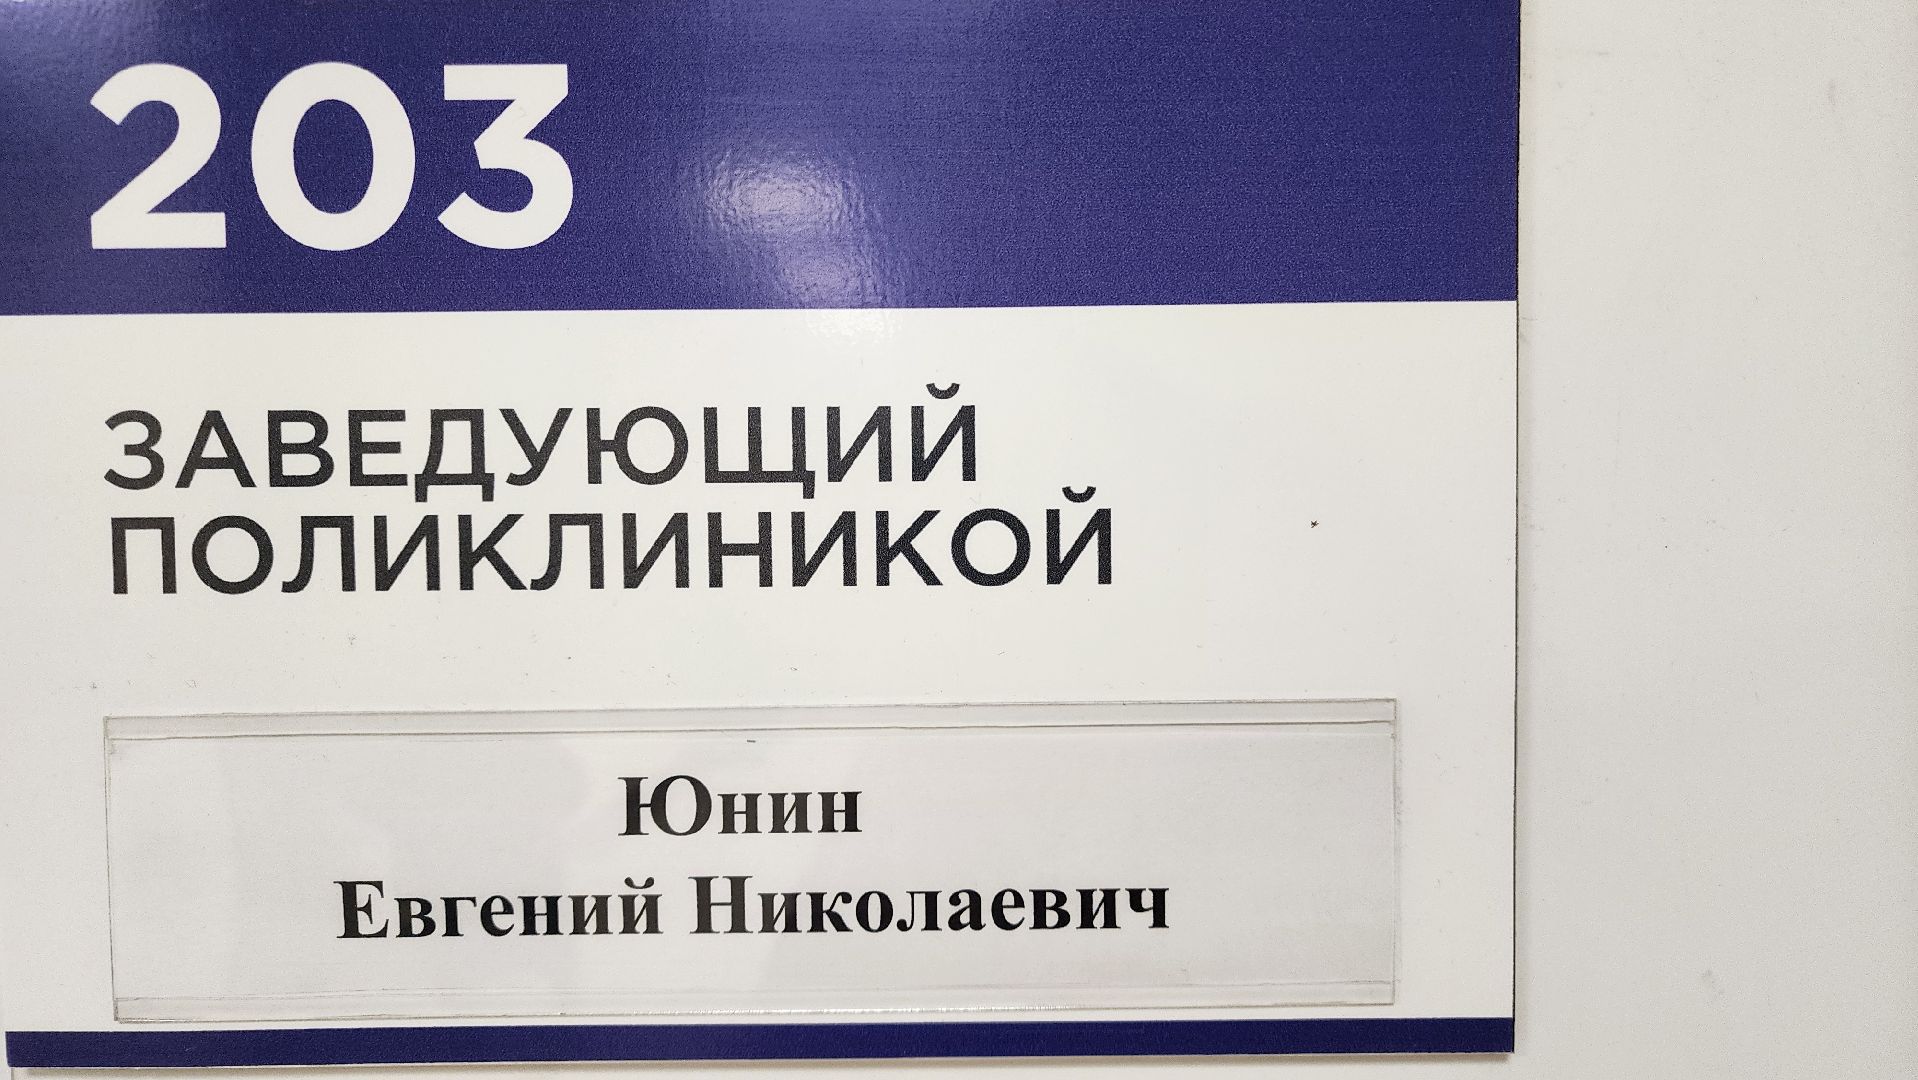 203
ЗАВЕДУЮЩИЙ
ПОЛИКЛИНИКОЙ
Юнин
Евгений Николаевич